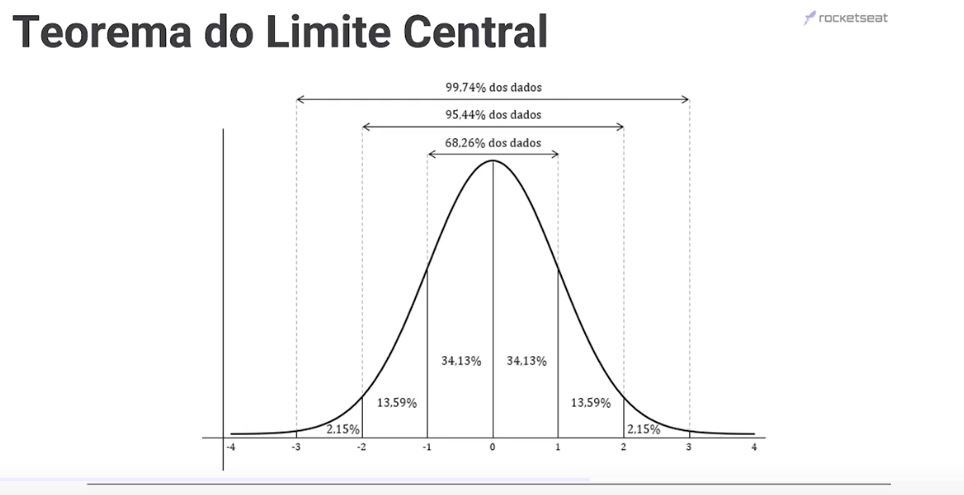 Teorema do Limite Central
rocketseat
99.74% dos dados
95.44% dos dados
68,26% dos dados
34,13% 34,13%
13,59% 13,59%
2,15% 2,15%
-4 -3 -2 -1 0 1 2 3 4